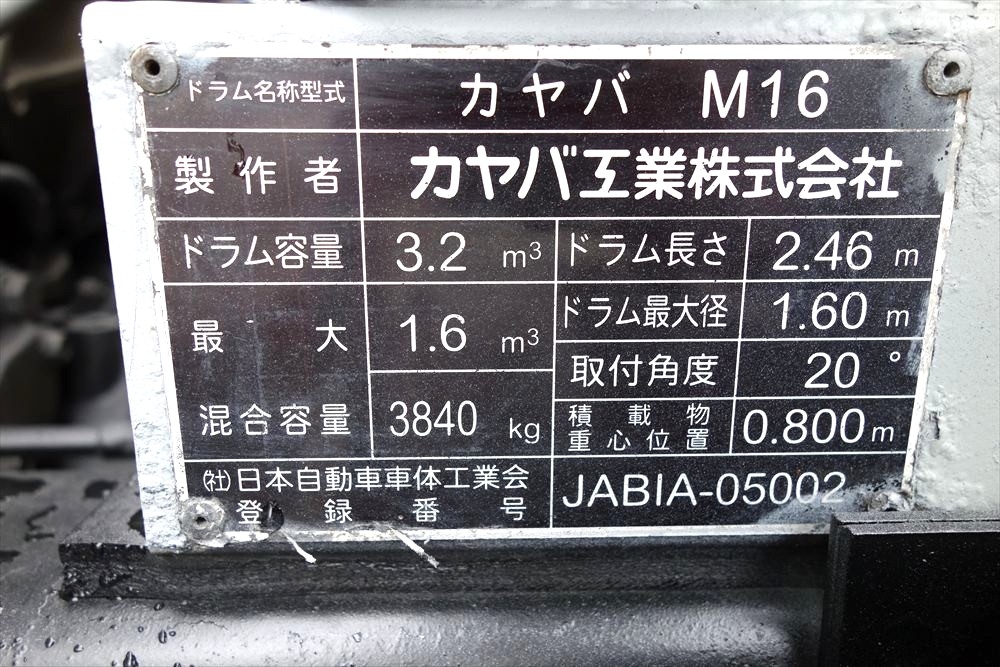 ドラム名称型式 カヤバ M16
製作者 カヤバ工業株式会社
ドラム容量 3.2 m³ ドラム長さ 2.46 m
最大混合容量 1.6 m³ ドラム最大径 1.60 m
取付角度 20°
3840 kg 積載物重心位置 0.800 m
(社)日本自動車車体工業会
登録番号 JABIA-05002